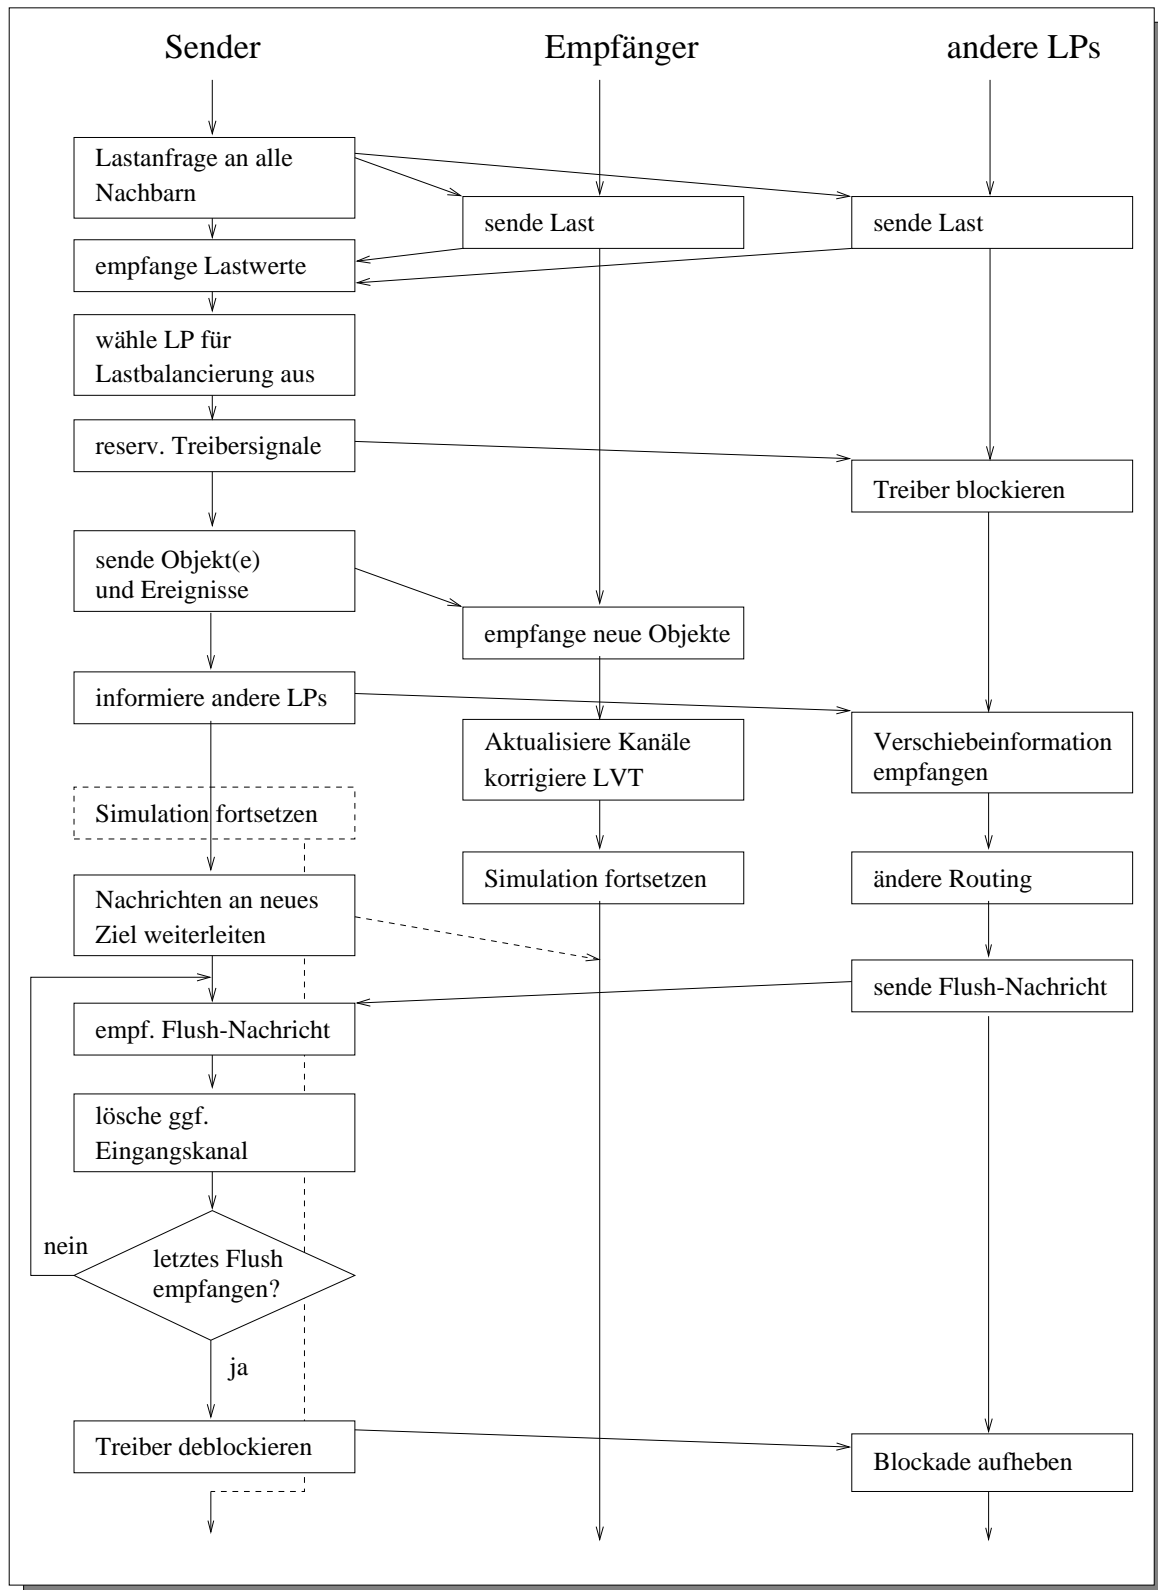 Sender
Empfänger
andere LPs
Lastanfrage an alle
Nachbarn
sende Last
sende Last
empfange Lastwerte
wähle LP für
Lastbalancierung aus
reserv. Treibersignale
Treiber blockieren
sende Objekt(e)
und Ereignisse
empfange neue Objekte
informiere andere LPs
Aktualisiere Kanäle
korrigiere LVT
Verschiebeinformation
empfangen
Simulation fortsetzen
Simulation fortsetzen
ändere Routing
Nachrichten an neues
Ziel weiterleiten
sende Flush-Nachricht
empf. Flush-Nachricht
lösche ggf.
Eingangskanal
nein
letztes Flush
empfangen?
ja
Treiber deblockieren
Blockade aufheben